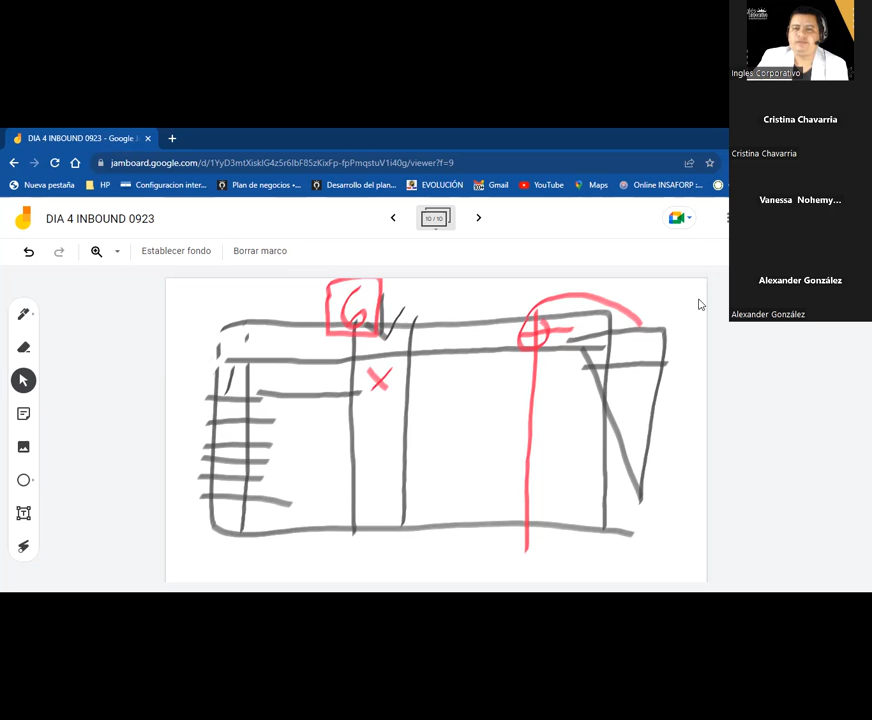 Ingles Corporativo
Cristina Chavarria
Cristina Chavarria
Vanessa Nohemy...
Alexander González
Alexander González
DIA 4 INBOUND 0923 - Google J
jamboard.google.com/d/1YyD3mtXisklG4z5r6IbF85zKixFp-fpPmqstuV1i40g/viewer?f=9
Nueva pestaña
HP
Configuracion inter...
Plan de negocios...
Desarrollo del plan...
EVOLUCIÓN
Gmail
YouTube
Maps
Online INSAFORP :...
DIA 4 INBOUND 0923
10 / 10
Establecer fondo
Borrar marco
6
X